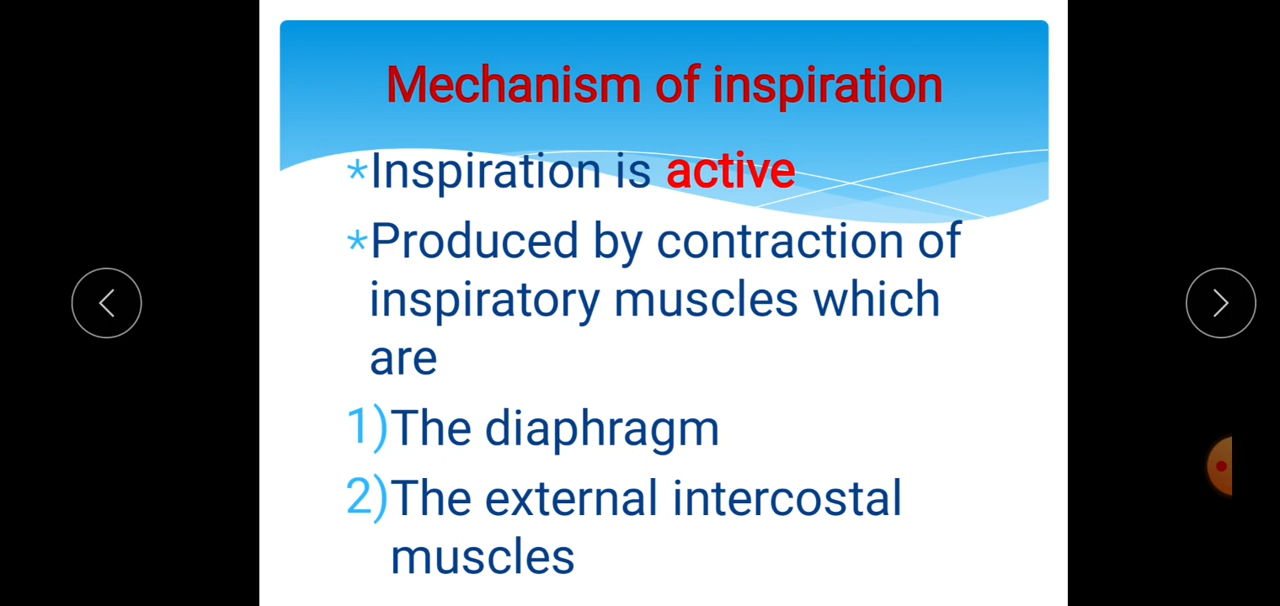 Mechanism of inspiration
*Inspiration is active
*Produced by contraction of
inspiratory muscles which
are
1)The diaphragm
2)The external intercostal
muscles